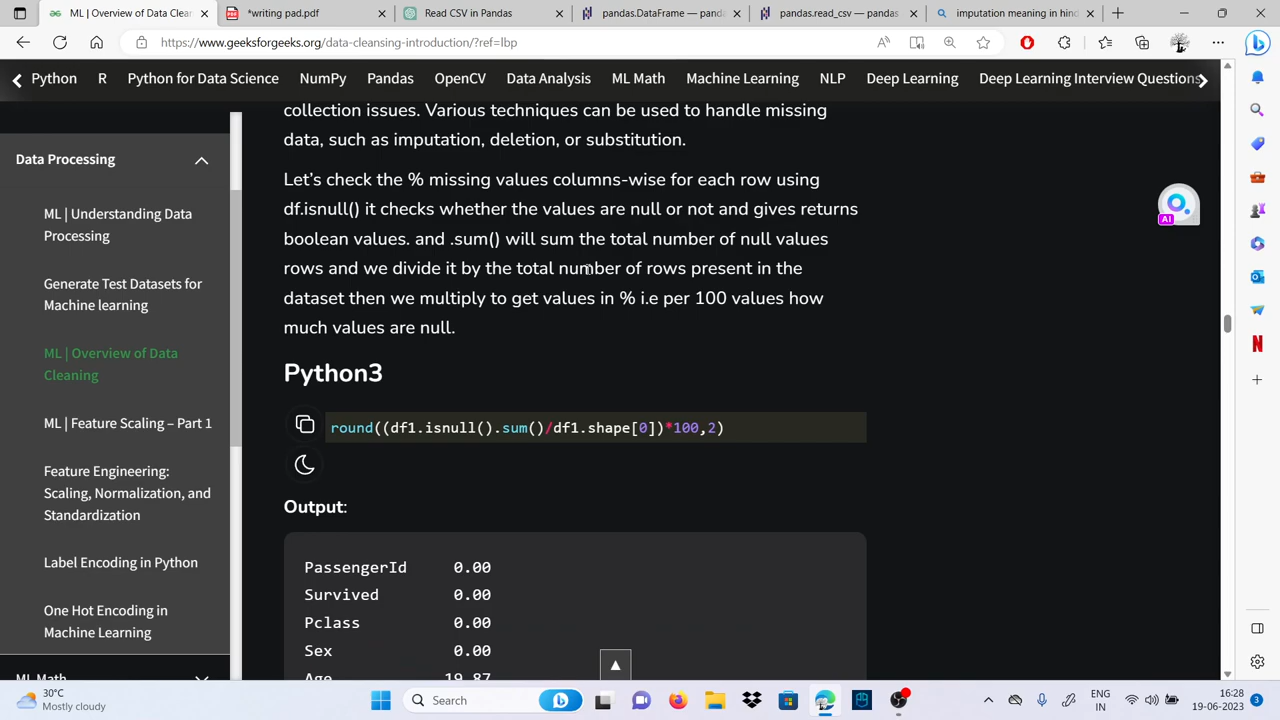 ML | Overview of Data Clean
*writing pad.pdf
Read CSV in Pandas
pandas.DataFrame — panda
pandas.read_csv — pandas
imputation meaning in hind
https://www.geeksforgeeks.org/data-cleansing-introduction/?ref=lbp
Python
R
Python for Data Science
NumPy
Pandas
OpenCV
Data Analysis
ML Math
Machine Learning
NLP
Deep Learning
Deep Learning Interview Questions
Data Processing
ML | Understanding Data
Processing
Generate Test Datasets for
Machine learning
ML | Overview of Data
Cleaning
ML | Feature Scaling – Part 1
Feature Engineering:
Scaling, Normalization, and
Standardization
Label Encoding in Python
One Hot Encoding in
Machine Learning
ML Math
collection issues. Various techniques can be used to handle missing
data, such as imputation, deletion, or substitution.
Let's check the % missing values columns-wise for each row using
df.isnull() it checks whether the values are null or not and gives returns
boolean values. and .sum() will sum the total number of null values
rows and we divide it by the total number of rows present in the
dataset then we multiply to get values in % i.e per 100 values how
much values are null.
Python3
round((df1.isnull().sum()/df1.shape[0])*100,2)
Output:
PassengerId 0.00
Survived 0.00
Pclass 0.00
Sex 0.00
Age 19.87
▲
AI
30°C
Mostly cloudy
Search
ENG
IN
16:28
19-06-2023